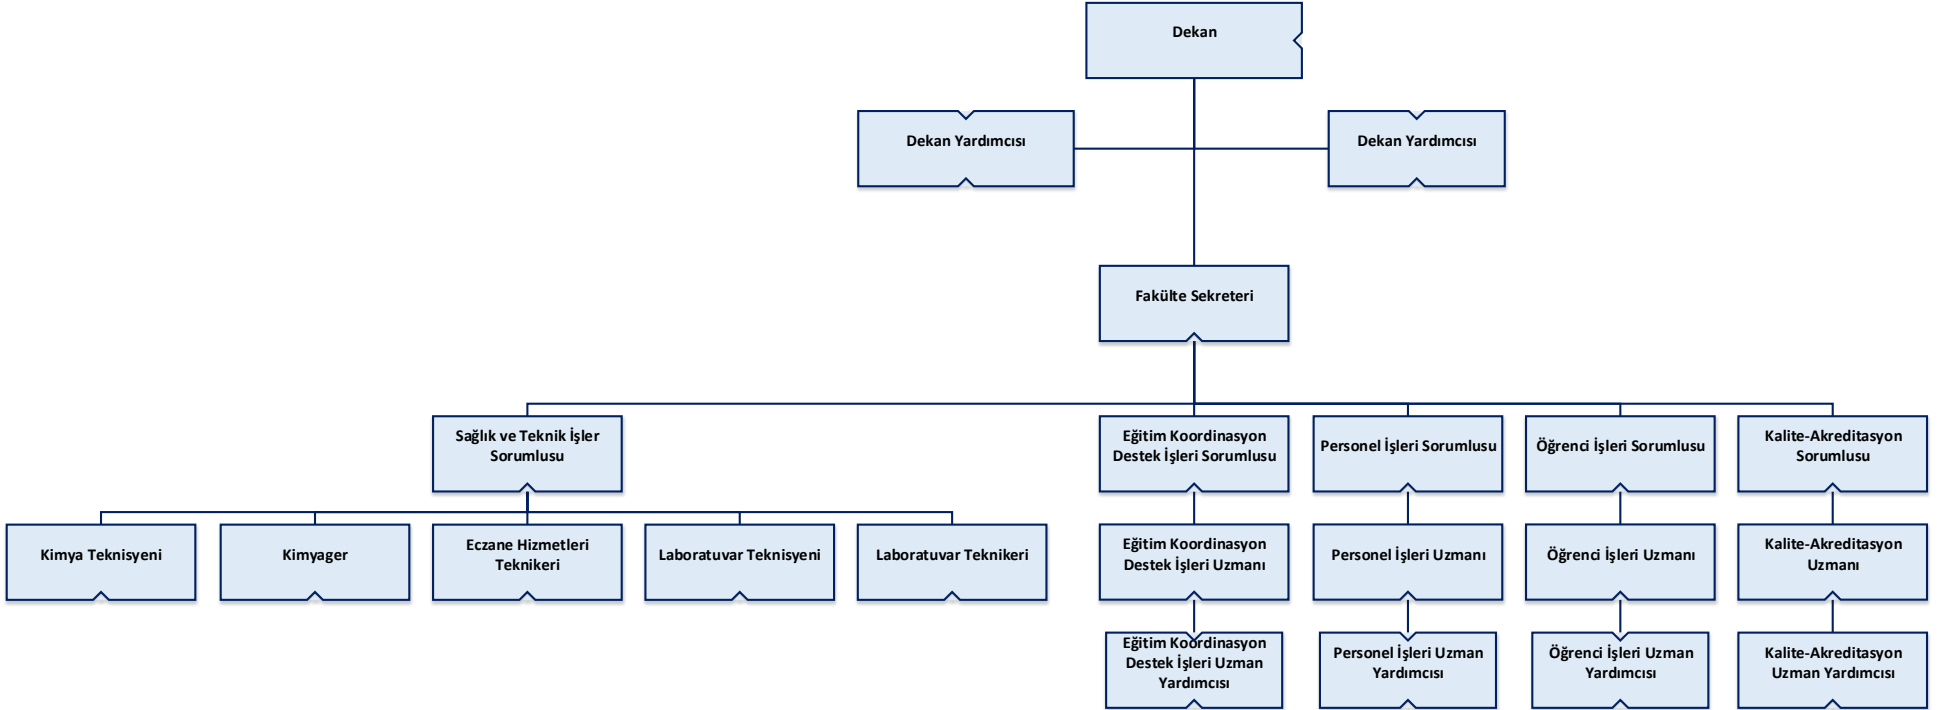 Dekan
Dekan Yardımcısı
Dekan Yardımcısı
Fakülte Sekreteri
Sağlık ve Teknik İşler
Sorumlusu
Eğitim Koordinasyon
Destek İşleri Sorumlusu
Personel İşleri Sorumlusu
Öğrenci İşleri Sorumlusu
Kalite-Akreditasyon
Sorumlusu
Kimya Teknisyeni
Kimyager
Eczane Hizmetleri
Teknikeri
Laboratuvar Teknisyeni
Laboratuvar Teknikeri
Eğitim Koordinasyon
Destek İşleri Uzmanı
Personel İşleri Uzmanı
Öğrenci İşleri Uzmanı
Kalite-Akreditasyon
Uzmanı
Eğitim Koordinasyon
Destek İşleri Uzman
Yardımcısı
Personel İşleri Uzman
Yardımcısı
Öğrenci İşleri Uzman
Yardımcısı
Kalite-Akreditasyon
Uzman Yardımcısı